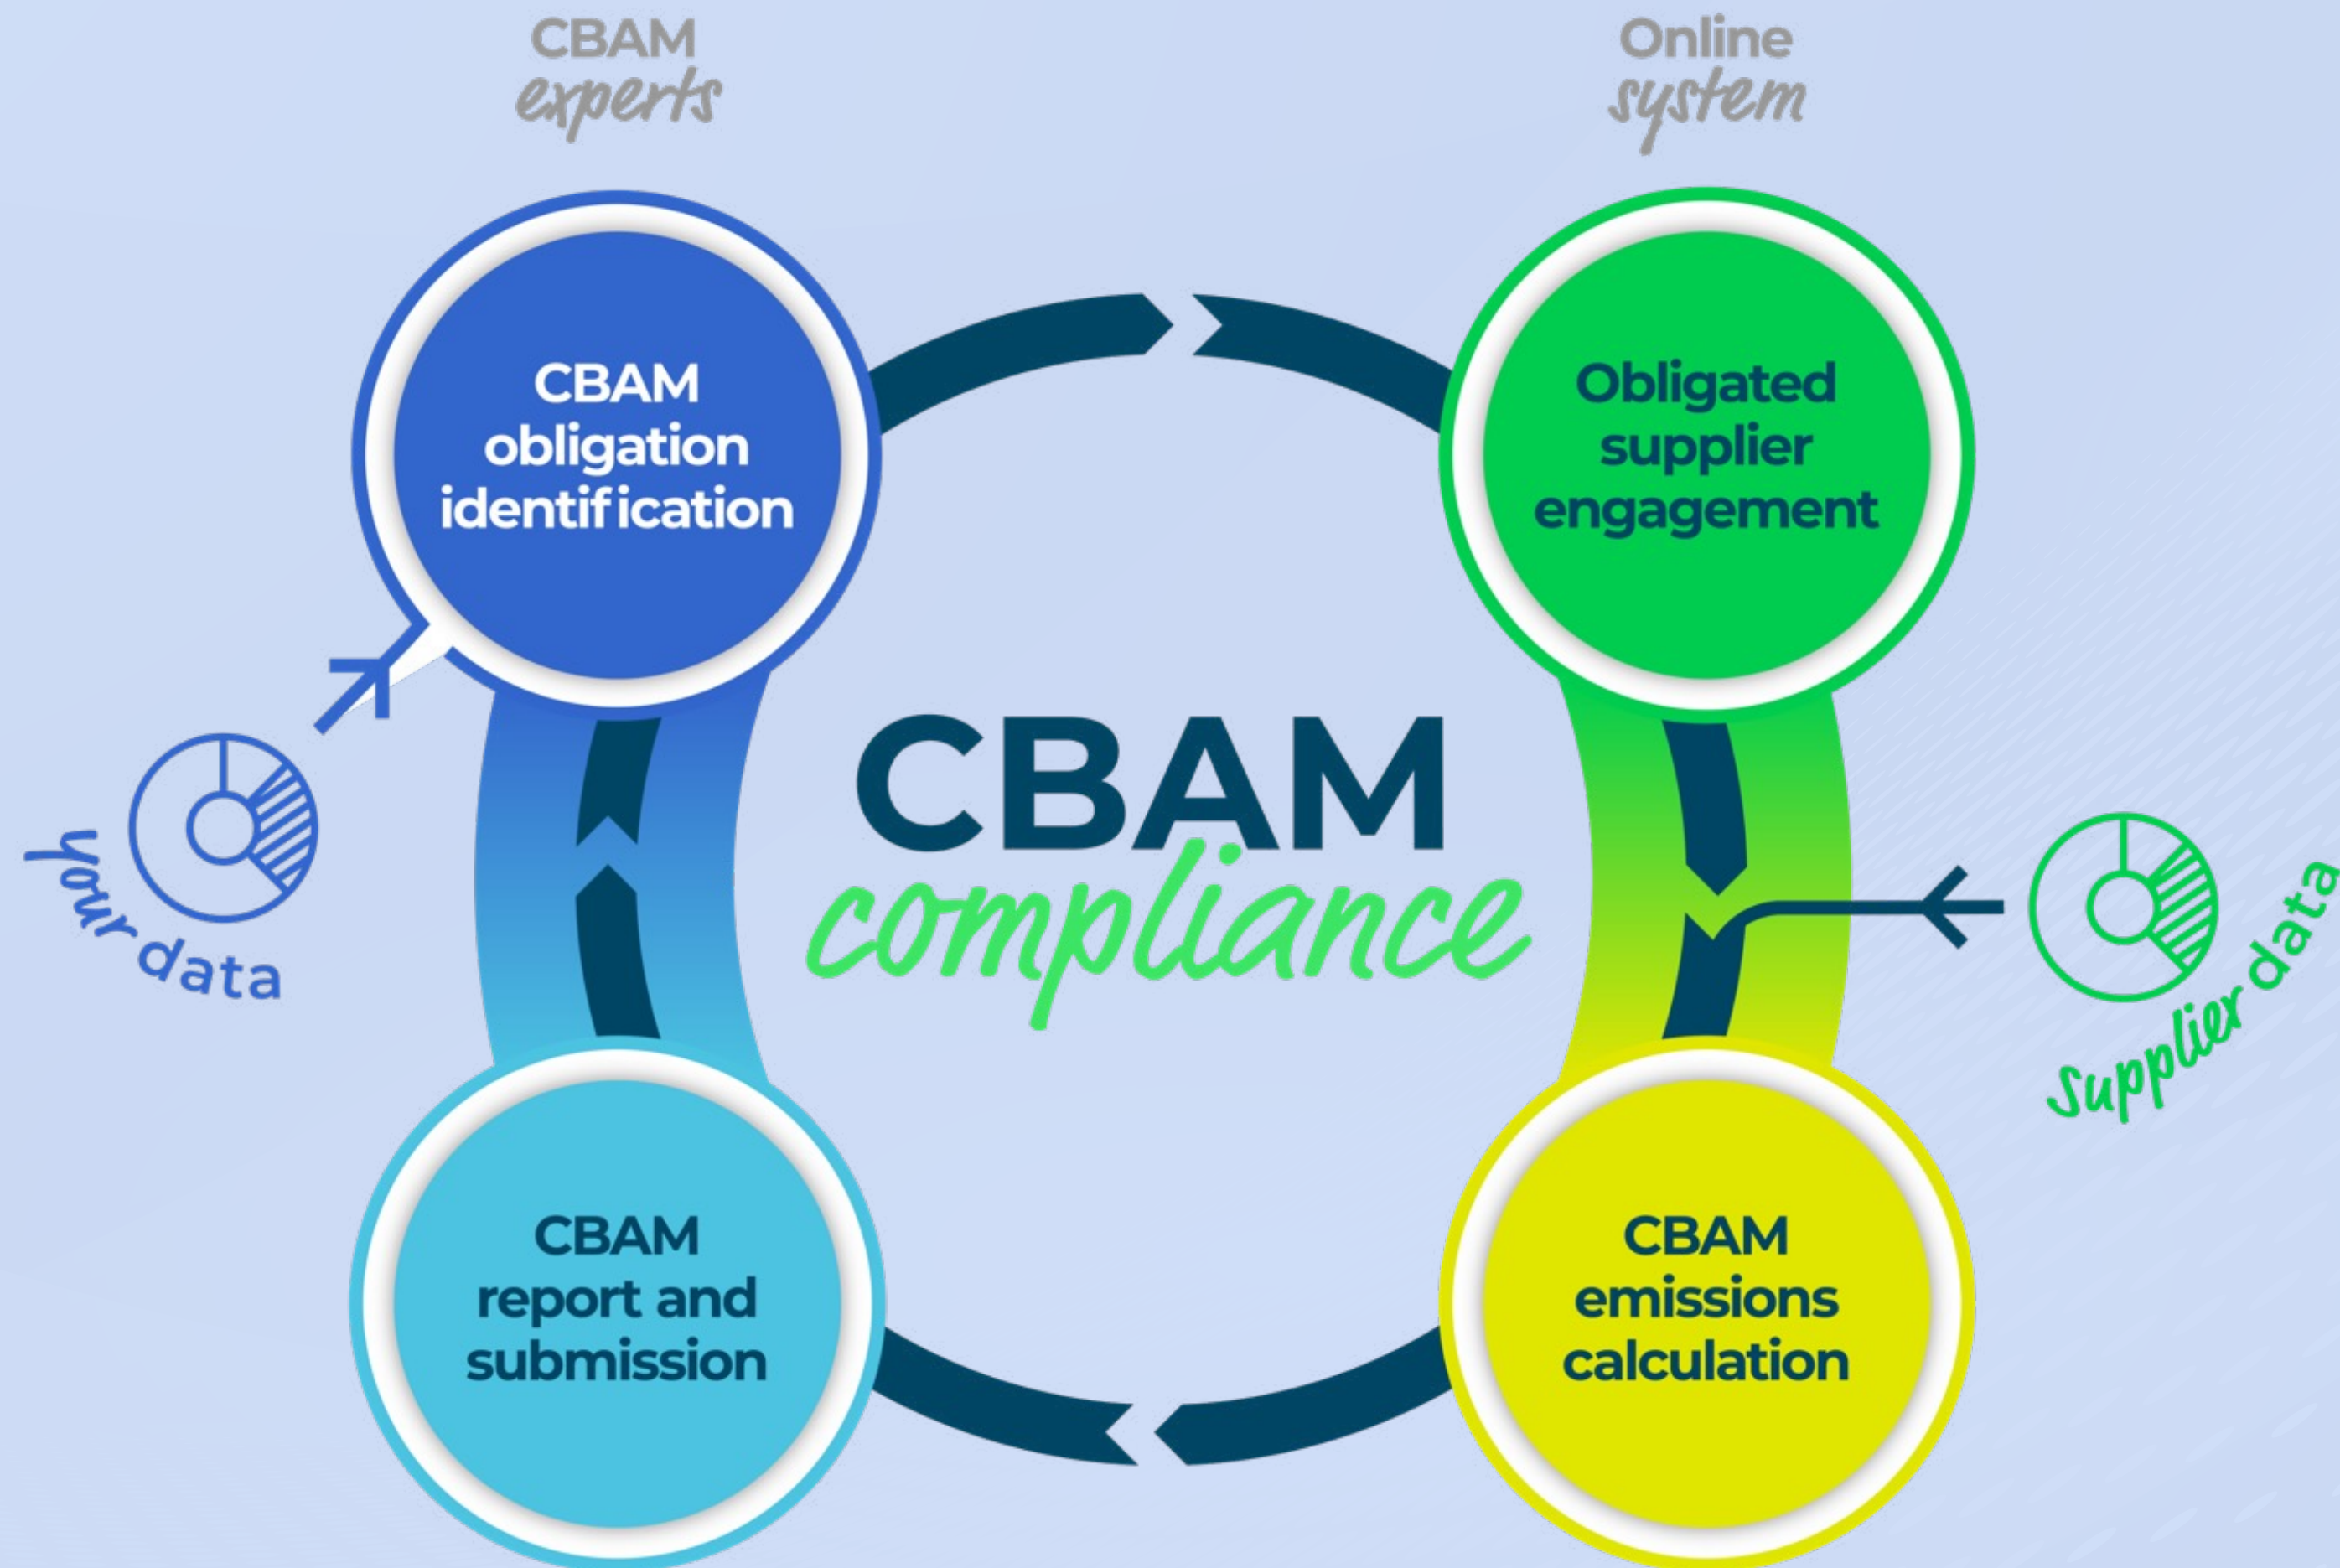 CBAM
experts
Online
system
CBAM
obligation
identification
Obligated
supplier
engagement
CBAM
compliance
your data
Supplier data
CBAM
report and
submission
CBAM
emissions
calculation